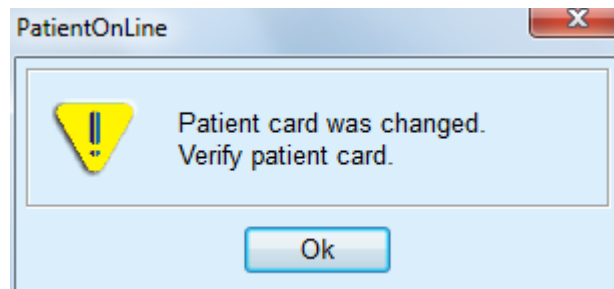 PatientOnLine
Patient card was changed.
Verify patient card.
Ok